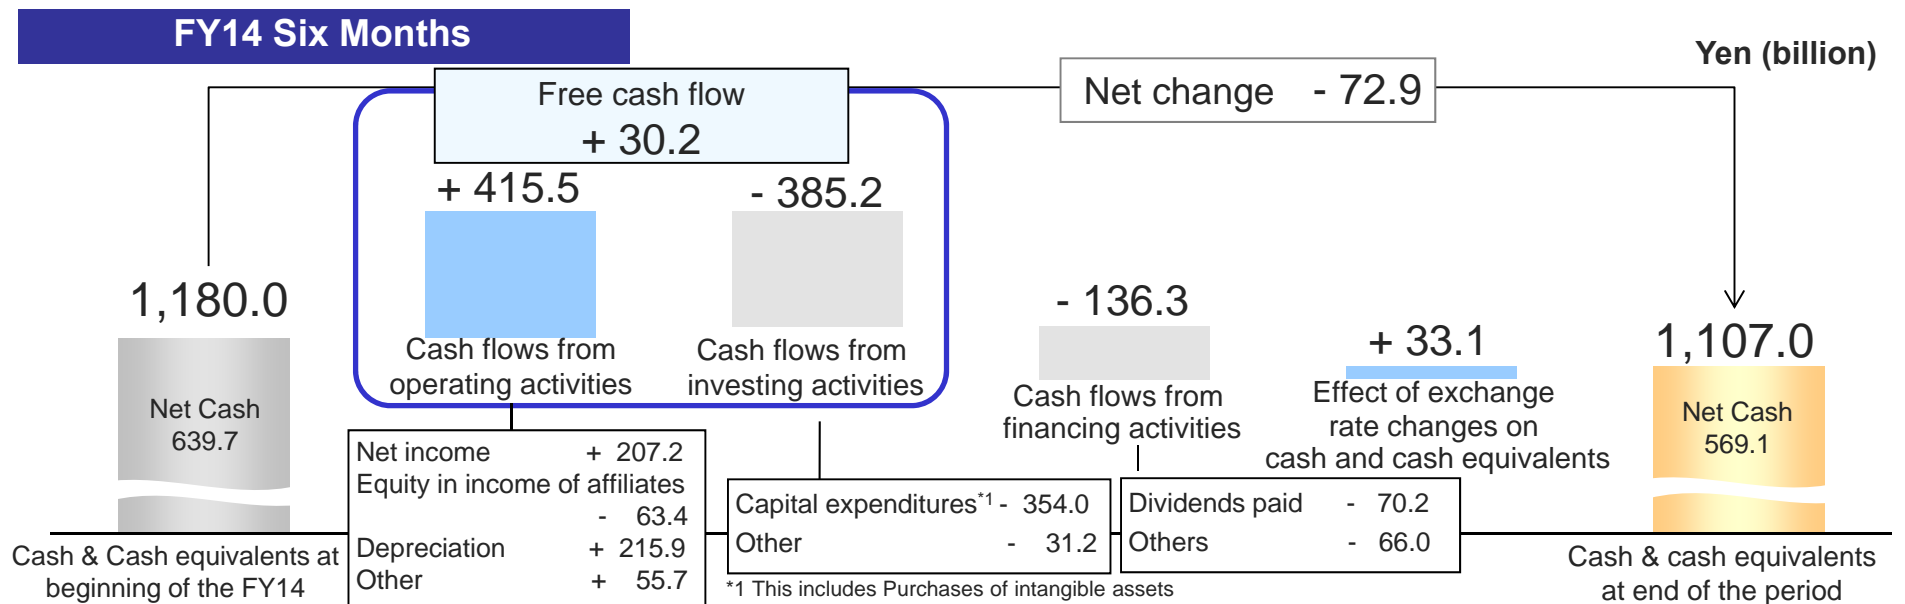 FY14 Six Months
Yen (billion)
Free cash flow
+ 30.2
Net change - 72.9
+ 415.5
- 385.2
1,180.0
- 136.3
+ 33.1
1,107.0
Cash flows from
operating activities
Cash flows from
investing activities
Net Cash
639.7
Cash flows from
financing activities
Effect of exchange
rate changes on
cash and cash equivalents
Net Cash
569.1
Net income + 207.2
Equity in income of affiliates
- 63.4
Depreciation + 215.9
Other + 55.7
Capital expenditures*1 - 354.0
Other - 31.2
Dividends paid - 70.2
Others - 66.0
Cash & Cash equivalents at
beginning of the FY14
*1 This includes Purchases of intangible assets
Cash & cash equivalents
at end of the period